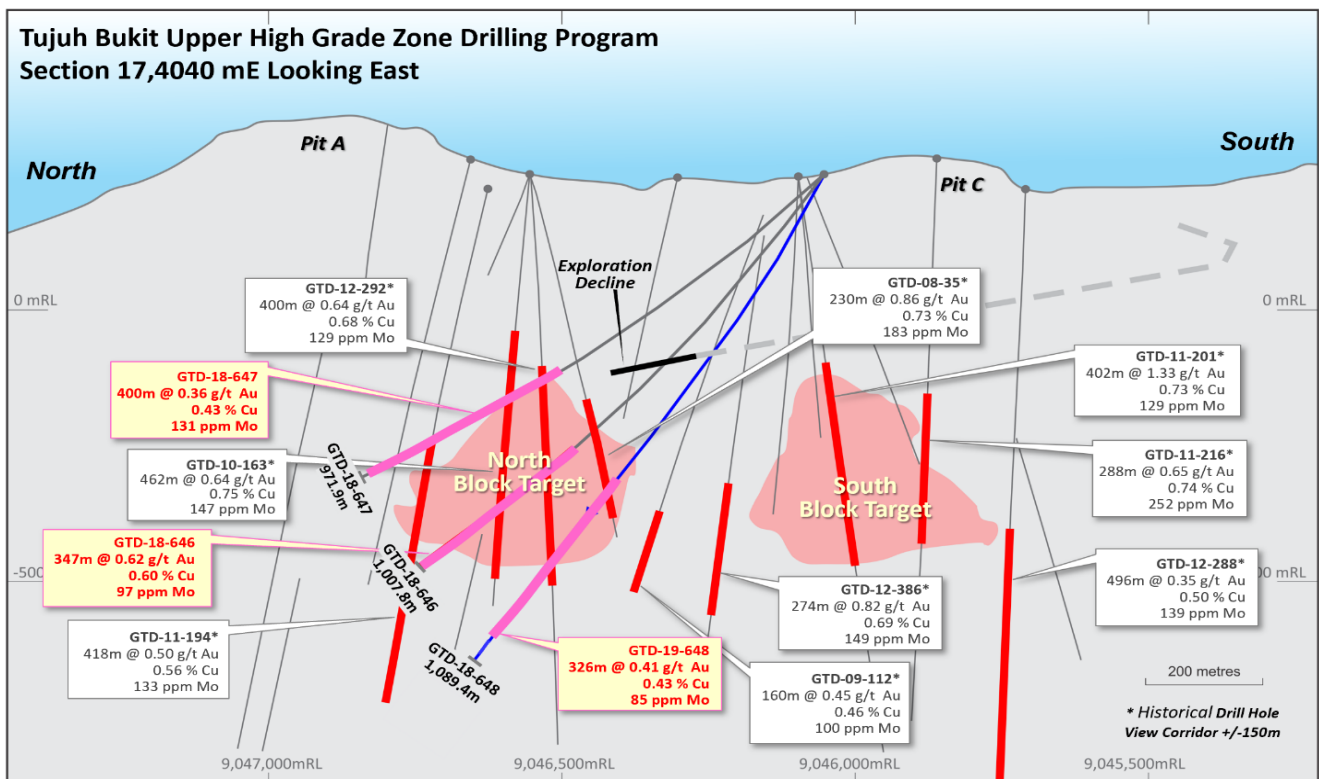 Tujuh Bukit Upper High Grade Zone Drilling Program
Section 17,4040 mE Looking East
Pit A
North
South
Pit C
Exploration
Decline
0 mRL
0 mRL
GTD-12-292*
400m @ 0.64 g/t Au
0.68 % Cu
129 ppm Mo
GTD-08-35*
230m @ 0.86 g/t Au
0.73 % Cu
183 ppm Mo
GTD-11-201*
402m @ 1.33 g/t Au
0.73 % Cu
129 ppm Mo
GTD-18-647
400m @ 0.36 g/t Au
0.43 % Cu
131 ppm Mo
GTD-10-163*
462m @ 0.64 g/t Au
0.75 % Cu
147 ppm Mo
GTD-18-647
971.9m
North
Block Target
South
Block Target
GTD-11-216*
288m @ 0.65 g/t Au
0.74 % Cu
252 ppm Mo
GTD-18-646
347m @ 0.62 g/t Au
0.60 % Cu
97 ppm Mo
GTD-18-646
1,007.8m
-500
00 mRL
GTD-12-288*
496m @ 0.35 g/t Au
0.50 % Cu
139 ppm Mo
GTD-12-386*
274m @ 0.82 g/t Au
0.69 % Cu
149 ppm Mo
GTD-11-194*
418m @ 0.50 g/t Au
0.56 % Cu
133 ppm Mo
GTD-18-648
1,089.4m
GTD-19-648
326m @ 0.41 g/t Au
0.43 % Cu
85 ppm Mo
GTD-09-112*
160m @ 0.45 g/t Au
0.46 % Cu
100 ppm Mo
200 metres
* Historical Drill Hole
View Corridor +/-150m
9,047,000mRL
9,046,500mRL
9,046,000mRL
9,045,500mRL